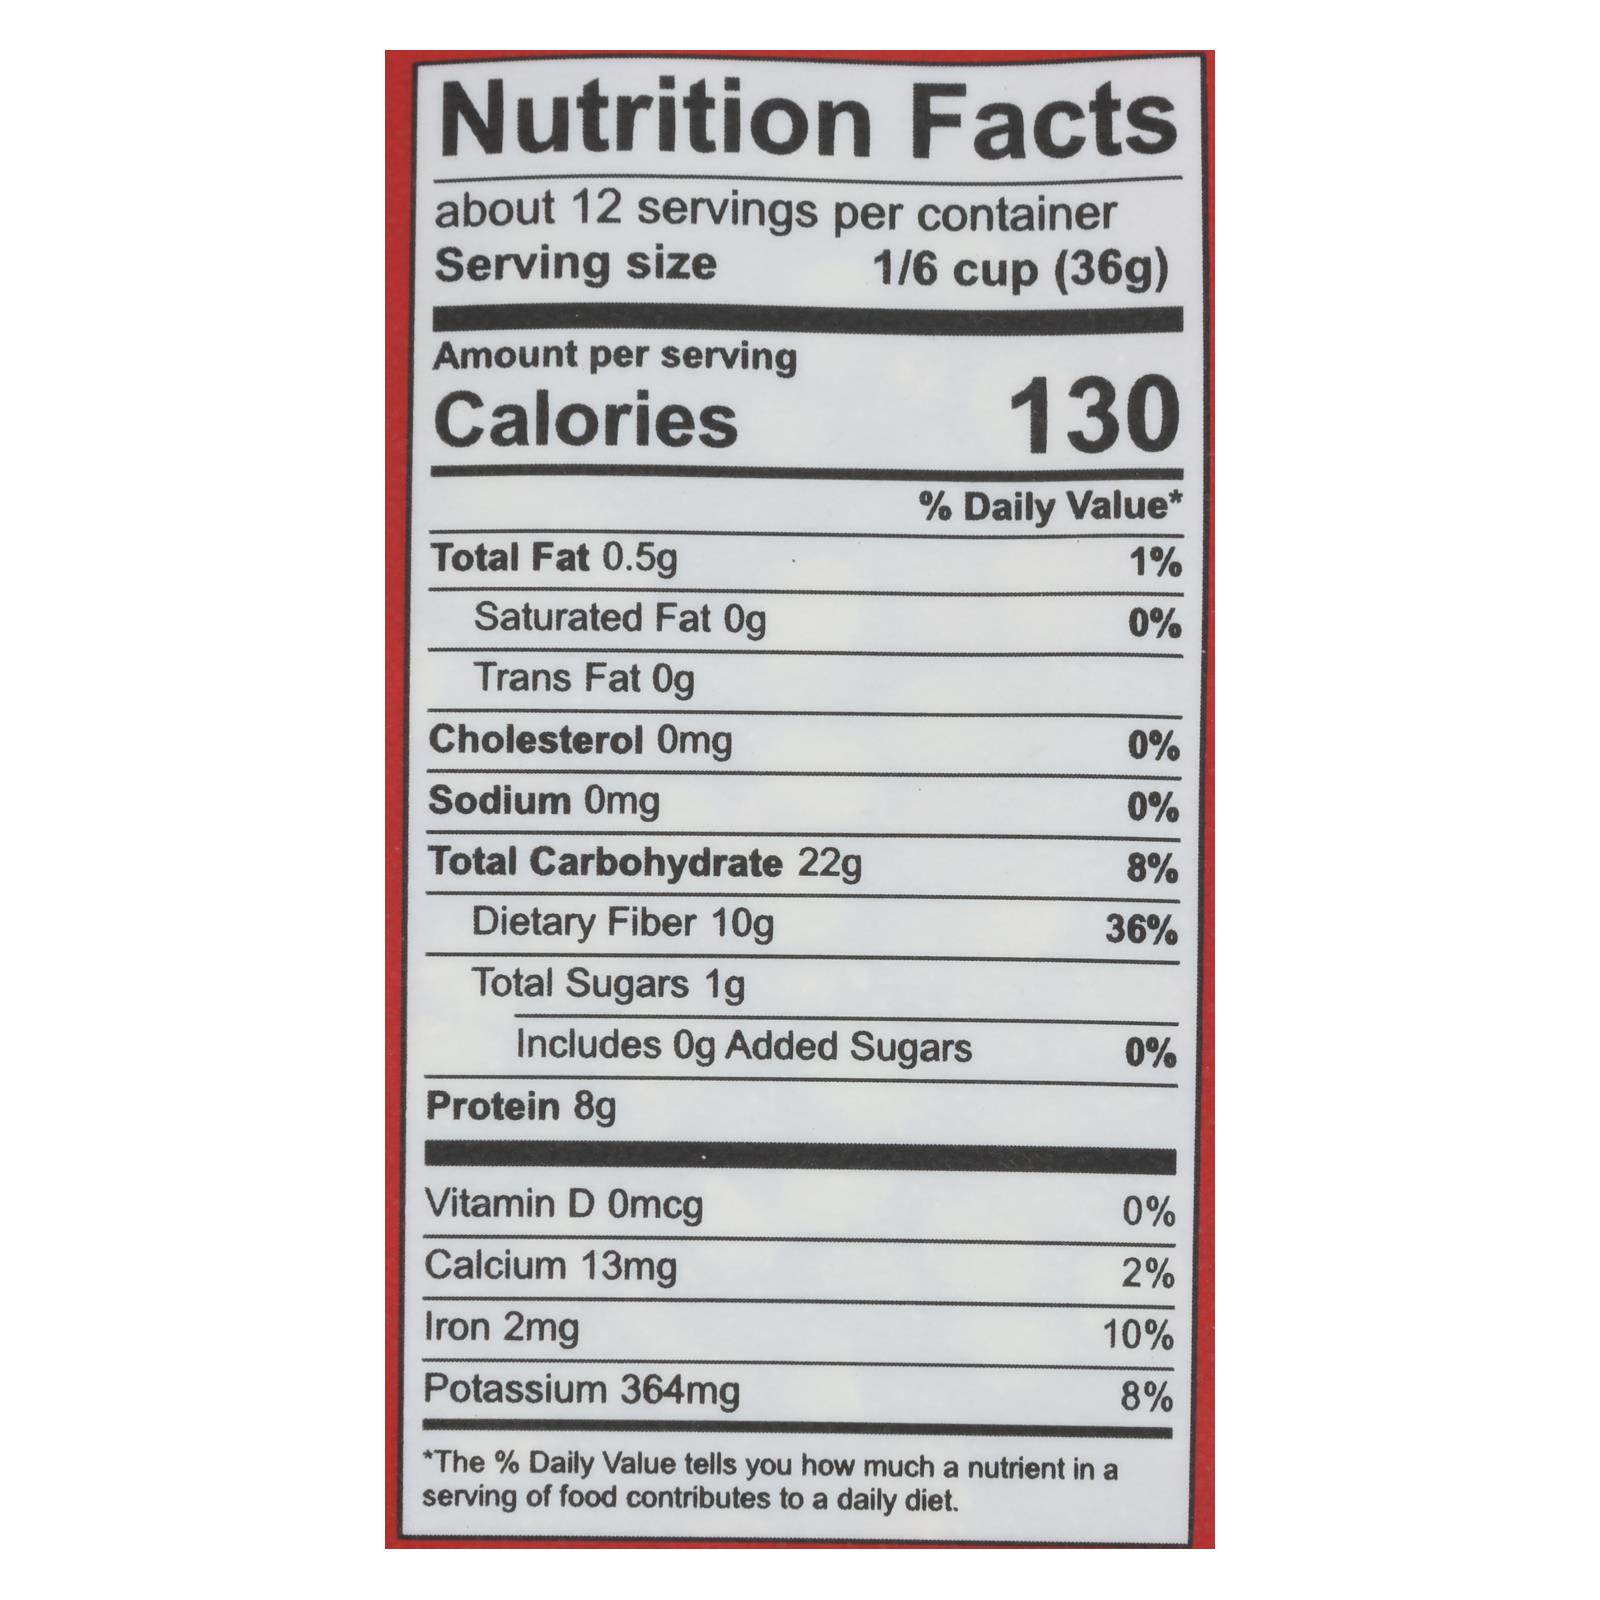 Nutrition Facts
about 12 servings per container
Serving size 1/6 cup (36g)
Amount per serving
Calories 130
% Daily Value*
Total Fat 0.5g 1%
Saturated Fat 0g 0%
Trans Fat 0g
Cholesterol 0mg 0%
Sodium 0mg 0%
Total Carbohydrate 22g 8%
Dietary Fiber 10g 36%
Total Sugars 1g
Includes 0g Added Sugars 0%
Protein 8g
Vitamin D 0mcg 0%
Calcium 13mg 2%
Iron 2mg 10%
Potassium 364mg 8%
*The % Daily Value tells you how much a nutrient in a
serving of food contributes to a daily diet.